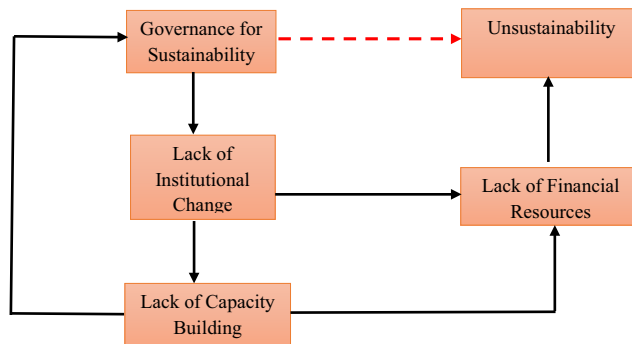 Governance for
Sustainability
Unsustainability
Lack of
Institutional
Change
Lack of Financial
Resources
Lack of Capacity
Building